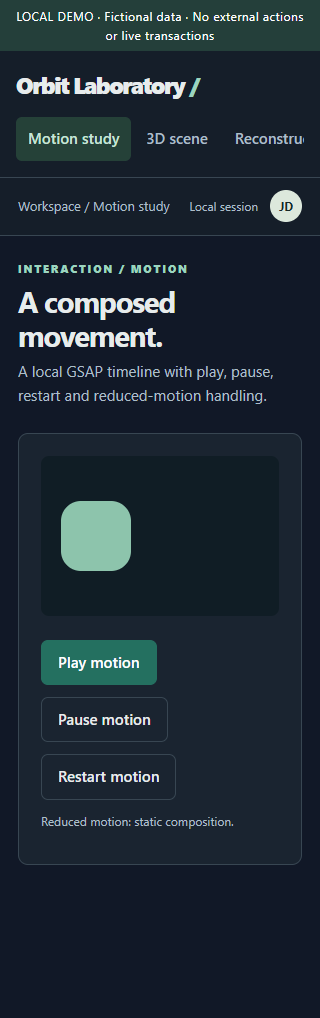 LOCAL DEMO · Fictional data · No external actions
or live transactions
Orbit Laboratory /
Motion study 3D scene Reconstru
Workspace / Motion study Local session JD
INTERACTION / MOTION
A composed
movement.
A local GSAP timeline with play, pause,
restart and reduced-motion handling.
Play motion
Pause motion
Restart motion
Reduced motion: static composition.